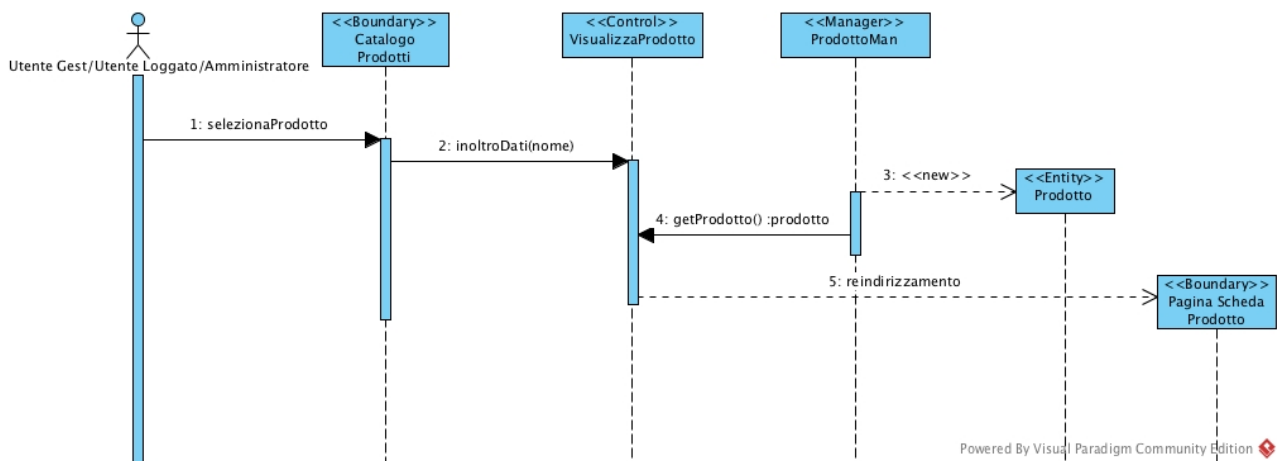 <<Boundary>>
Catalogo
Prodotti
<<Control>>
VisualizzaProdotto
<<Manager>>
ProdottoMan
Utente Gest/Utente Loggato/Amministratore
1: selezionaProdotto
2: inoltroDati(nome)
3: <<new>>
<<Entity>>
Prodotto
4: getProdotto() :prodotto
5: reindirizzamento
<<Boundary>>
Pagina Scheda
Prodotto
Powered By Visual Paradigm Community Edition